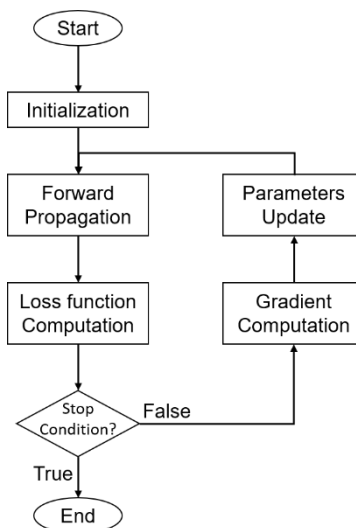 Start
Initialization
Forward
Propagation
Parameters
Update
Loss function
Computation
Gradient
Computation
Stop
Condition?
False
True
End